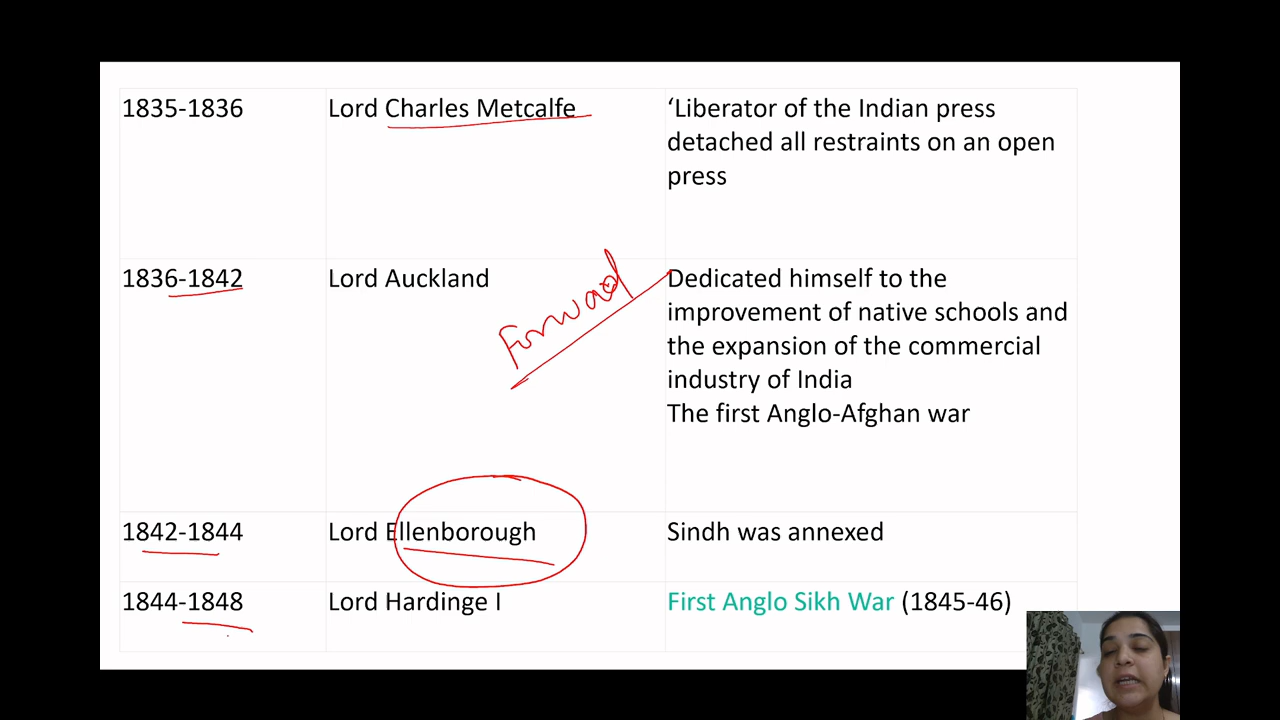 1835-1836 Lord Charles Metcalfe ‘Liberator of the Indian press
detached all restraints on an open
press
1836-1842 Lord Auckland Dedicated himself to the
improvement of native schools and
the expansion of the commercial
industry of India
The first Anglo-Afghan war
Forward
1842-1844 Lord Ellenborough Sindh was annexed
1844-1848 Lord Hardinge I First Anglo Sikh War (1845-46)